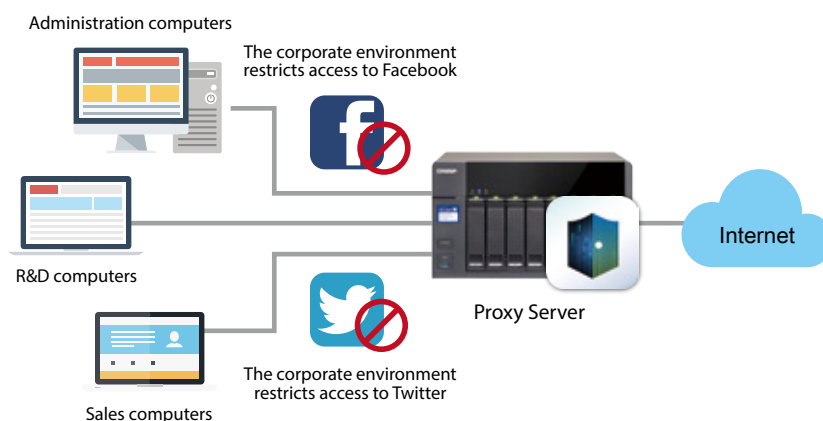 Administration computers
The corporate environment
restricts access to Facebook
R&D computers
Internet
Proxy Server
The corporate environment
restricts access to Twitter
Sales computers